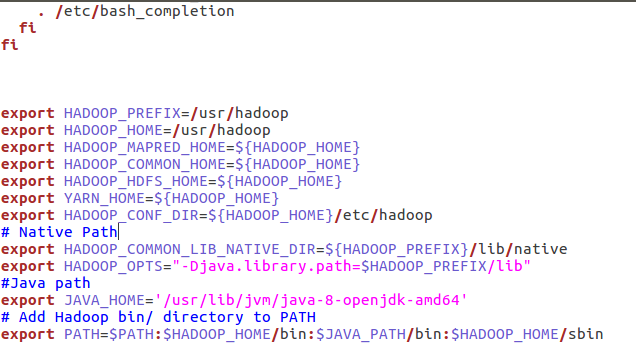 . /etc/bash_completion
fi
fi
export HADOOP_PREFIX=/usr/hadoop
export HADOOP_HOME=/usr/hadoop
export HADOOP_MAPRED_HOME=${HADOOP_HOME}
export HADOOP_COMMON_HOME=${HADOOP_HOME}
export HADOOP_HDFS_HOME=${HADOOP_HOME}
export YARN_HOME=${HADOOP_HOME}
export HADOOP_CONF_DIR=${HADOOP_HOME}/etc/hadoop
# Native Path
export HADOOP_COMMON_LIB_NATIVE_DIR=${HADOOP_PREFIX}/lib/native
export HADOOP_OPTS="-Djava.library.path=$HADOOP_PREFIX/lib"
#Java path
export JAVA_HOME='/usr/lib/jvm/java-8-openjdk-amd64'
# Add Hadoop bin/ directory to PATH
export PATH=$PATH:$HADOOP_HOME/bin:$JAVA_PATH/bin:$HADOOP_HOME/sbin